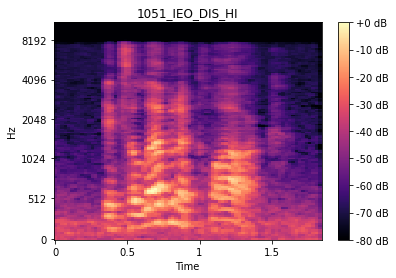 1051_IEO_DIS_HI
+0 dB
8192
-10 dB
4096
-20 dB
-30 dB
2048
Hz
-40 dB
1024
-50 dB
512
-60 dB
-70 dB
0
-80 dB
0
0.5
1
1.5
Time